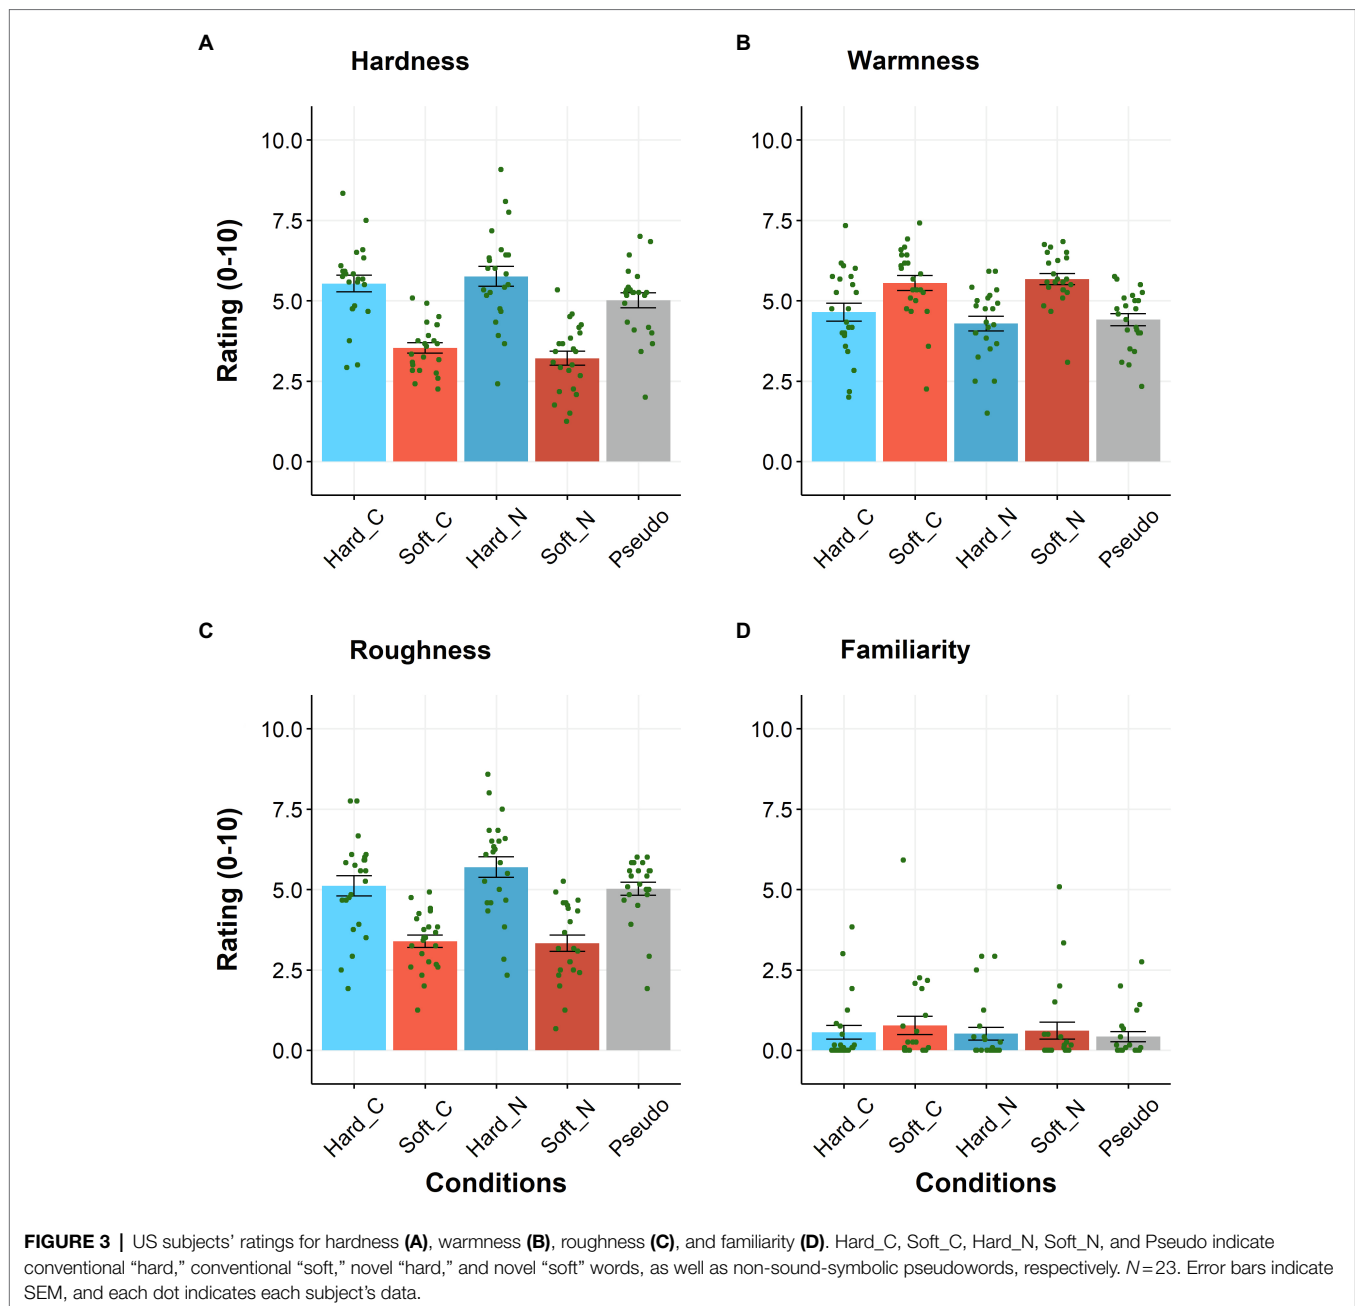 A
Hardness
Rating (0-10)
10.0
7.5
5.0
2.5
0.0
Hard_C
Soft_C
Hard_N
Soft_N
Pseudo
B
Warmness
10.0
7.5
5.0
2.5
0.0
Hard_C
Soft_C
Hard_N
Soft_N
Pseudo
C
Roughness
Rating (0-10)
10.0
7.5
5.0
2.5
0.0
Hard_C
Soft_C
Hard_N
Soft_N
Pseudo
Conditions
D
Familiarity
10.0
7.5
5.0
2.5
0.0
Hard_C
Soft_C
Hard_N
Soft_N
Pseudo
Conditions
FIGURE 3 | US subjects’ ratings for hardness (A), warmness (B), roughness (C), and familiarity (D). Hard_C, Soft_C, Hard_N, Soft_N, and Pseudo indicate
conventional “hard,” conventional “soft,” novel “hard,” and novel “soft” words, as well as non-sound-symbolic pseudowords, respectively. N=23. Error bars indicate
SEM, and each dot indicates each subject’s data.